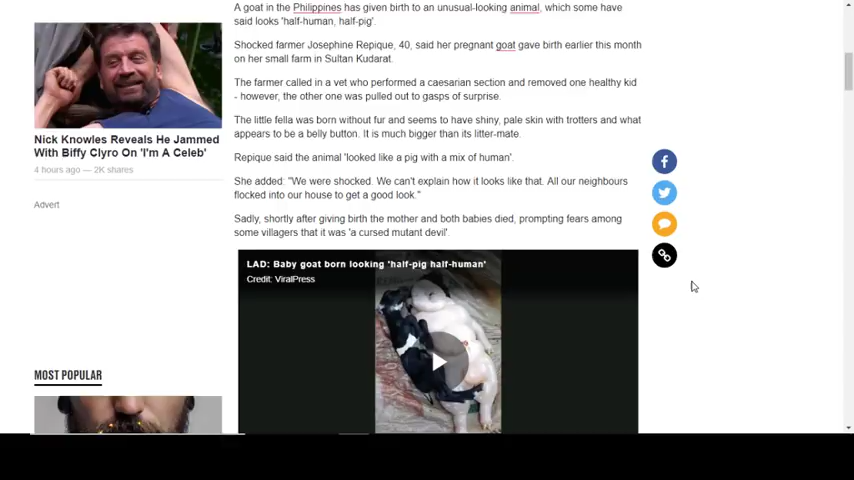 A goat in the Philippines has given birth to an unusual-looking animal, which some have
said looks 'half-human, half-pig'.
Shocked farmer Josephine Repique, 40, said her pregnant goat gave birth earlier this month
on her small farm in Sultan Kudarat.
The farmer called in a vet who performed a caesarian section and removed one healthy kid
- however, the other one was pulled out to gasps of surprise.
The little fella was born without fur and seems to have shiny, pale skin with trotters and what
appears to be a belly button. It is much bigger than its litter-mate.
Repique said the animal 'looked like a pig with a mix of human'.
She added: "We were shocked. We can't explain how it looks like that. All our neighbours
flocked into our house to get a good look."
Sadly, shortly after giving birth the mother and both babies died, prompting fears among
some villagers that it was 'a cursed mutant devil'.
LAD: Baby goat born looking 'half-pig half-human'
Credit: ViralPress
Nick Knowles Reveals He Jammed
With Biffy Clyro On 'I'm A Celeb'
4 hours ago — 2K shares
Advert
MOST POPULAR